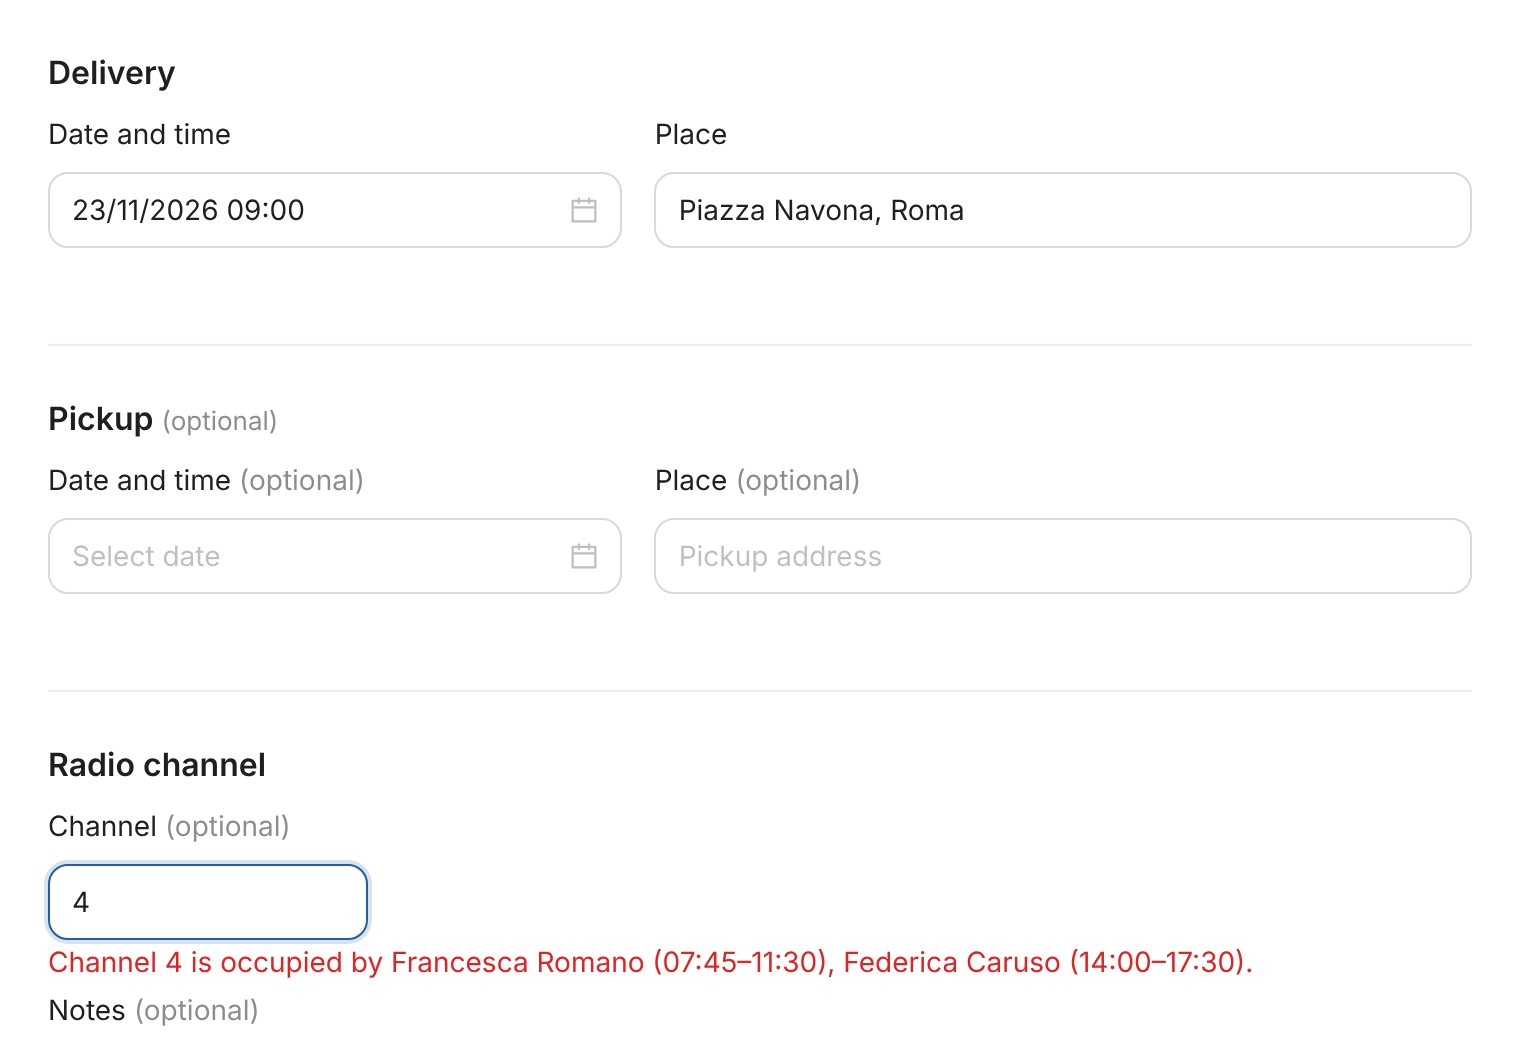 Delivery
Date and time
Place
23/11/2026 09:00
Piazza Navona, Roma
Pickup (optional)
Date and time (optional)
Place (optional)
Select date
Pickup address
Radio channel
Channel (optional)
4
Channel 4 is occupied by Francesca Romano (07:45–11:30), Federica Caruso (14:00–17:30).
Notes (optional)